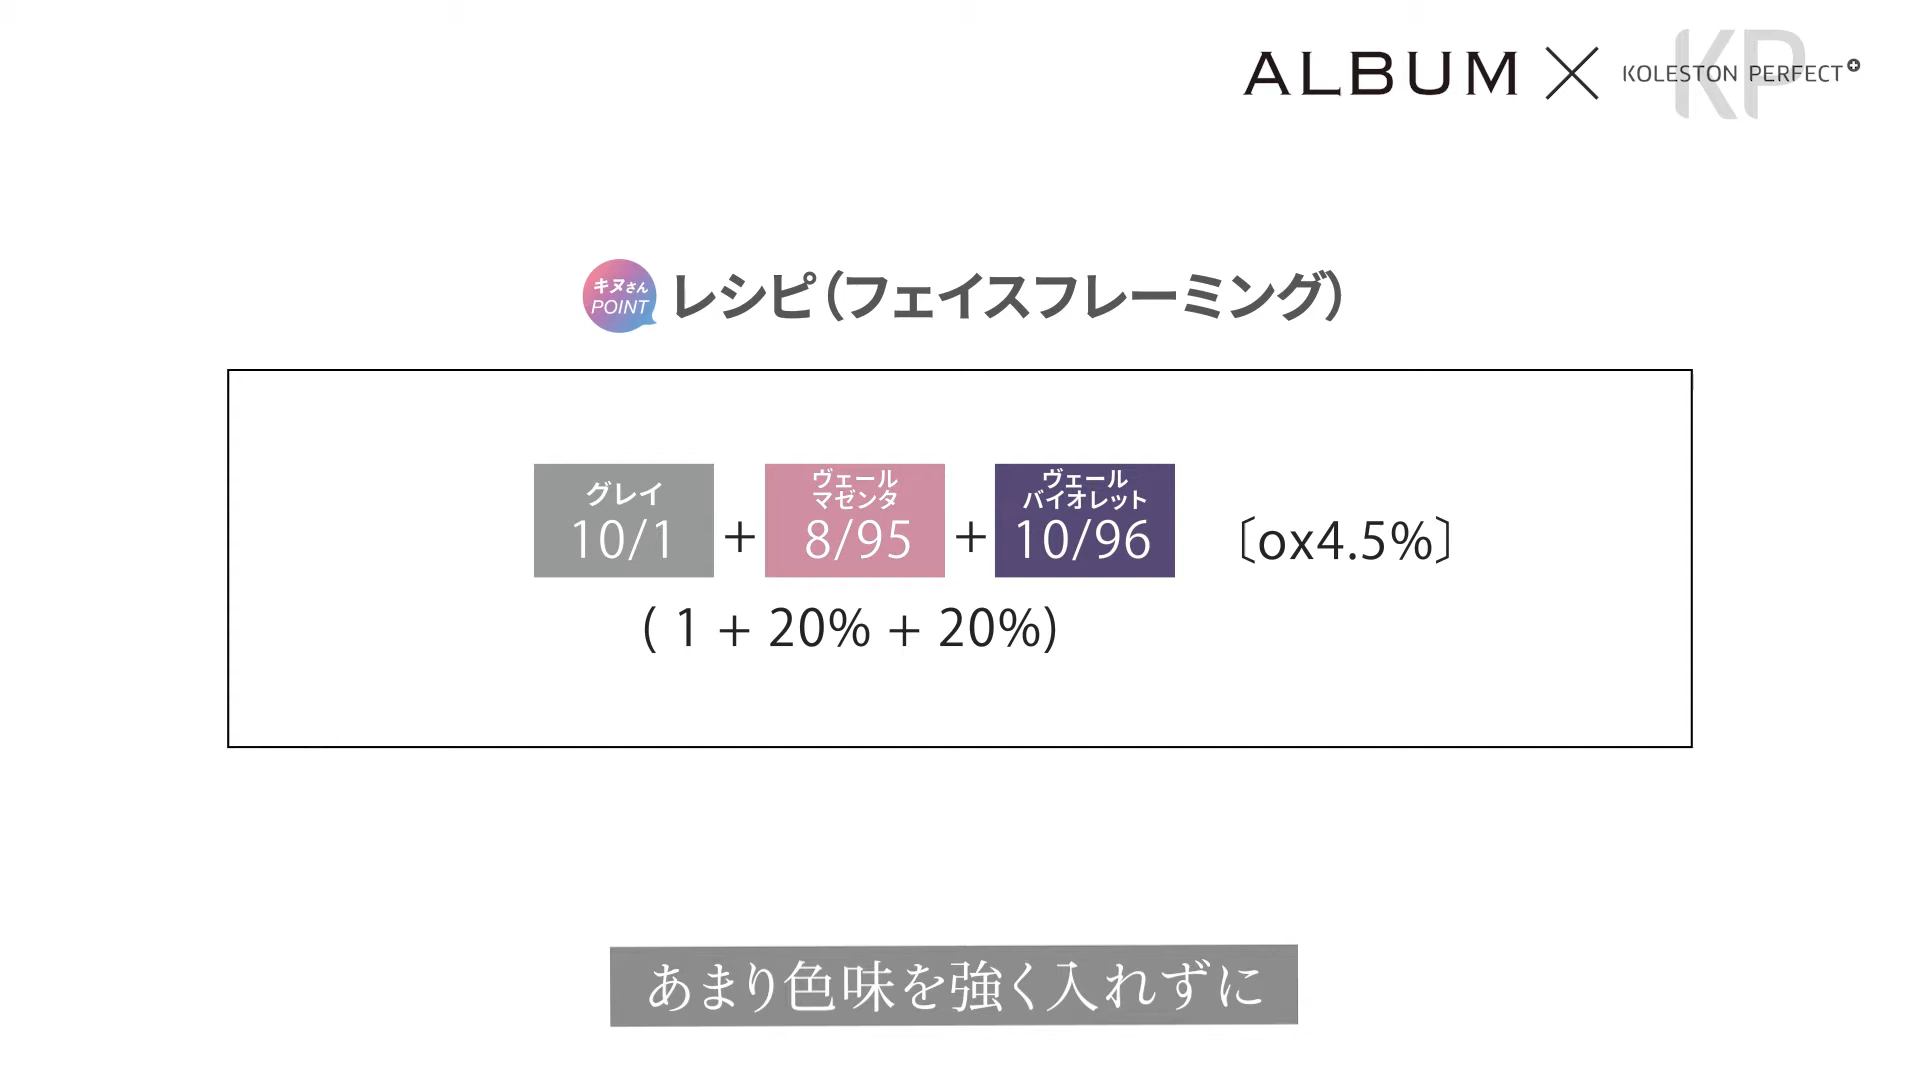 ALBUM × KP KOLESTON PERFECT+
キヌさん
POINT
レシピ(フェイスフレーミング)
グレイ
10/1
+
ヴェール
マゼンタ
8/95
+
ヴェール
バイオレット
10/96
〔ox4.5%〕
( 1 + 20% + 20%)
あまり色味を強く入れずに